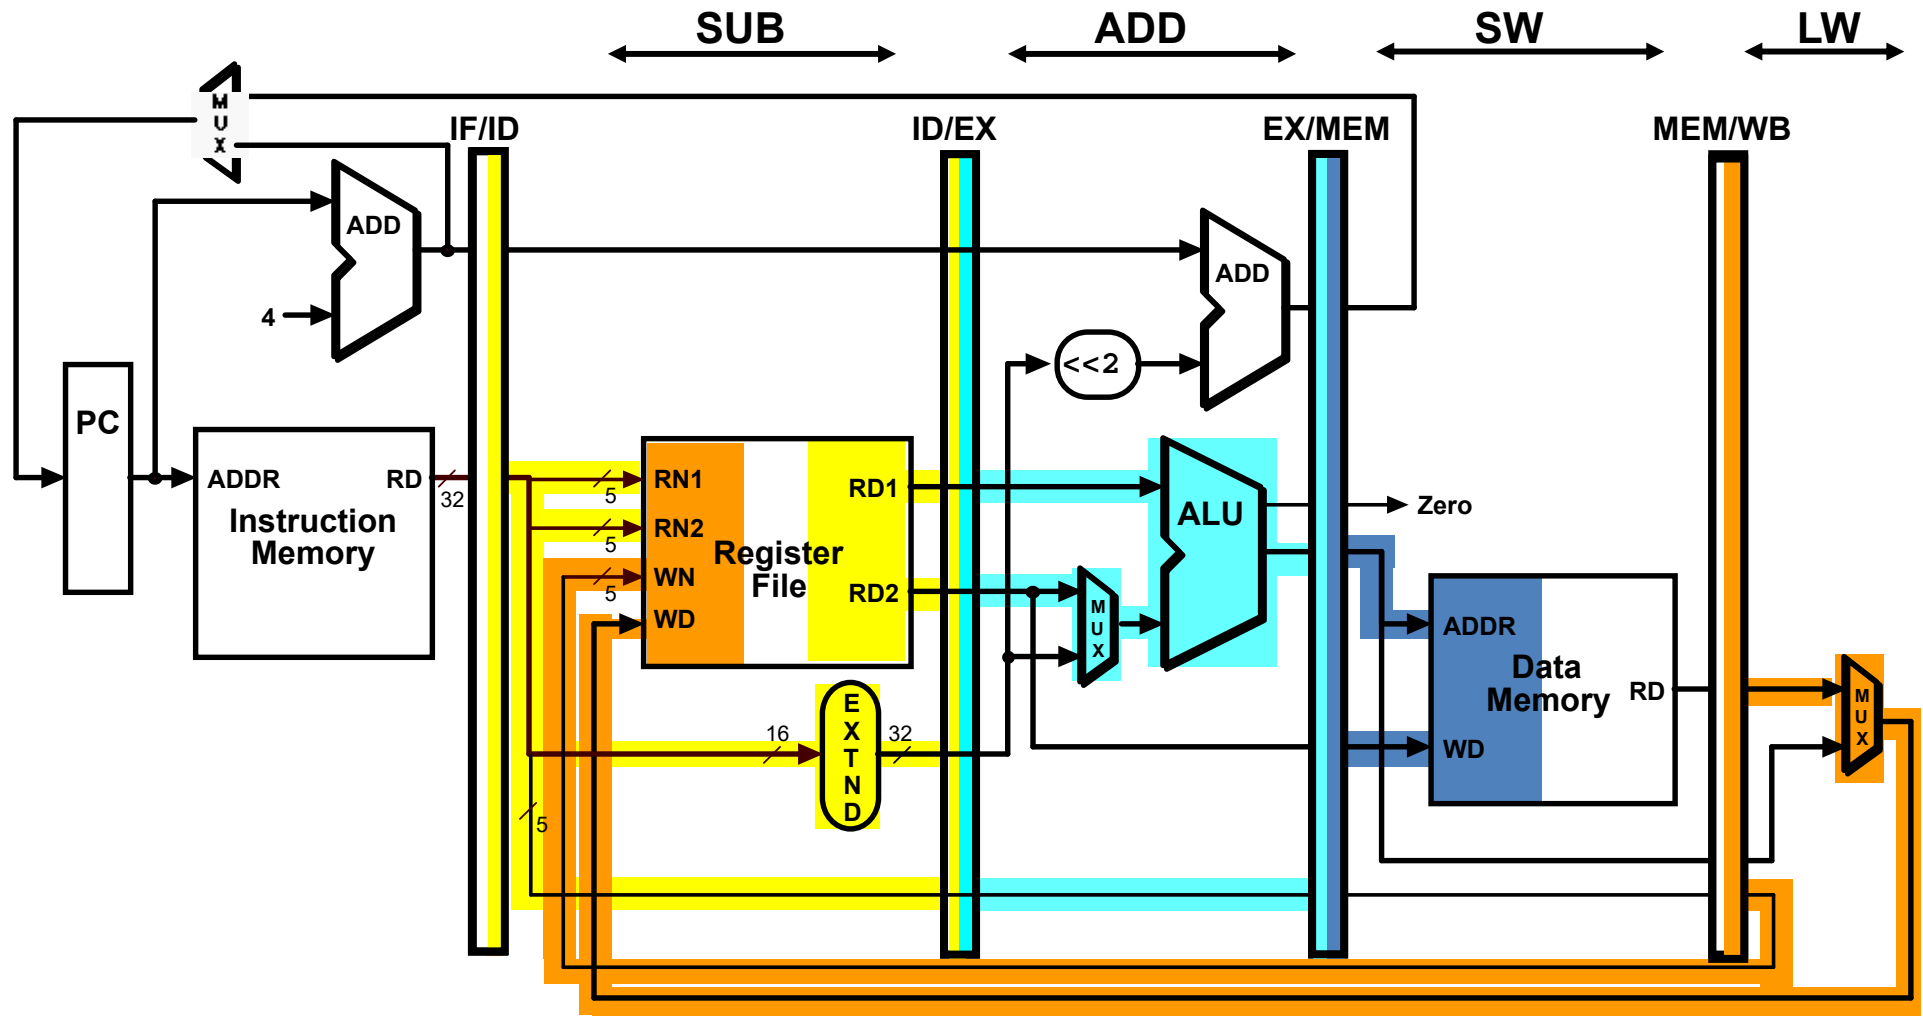 SUB
ADD
SW
LW
MUX
IF/ID
ID/EX
EX/MEM
MEM/WB
ADD
4
ADD
<<2
PC
ADDR
RD
32
Instruction
Memory
RN1
5
RN2
5
WN
5
WD
Register
File
RD1
RD2
16
EXTND
32
5
MUX
ALU
Zero
ADDR
Data
Memory
RD
WD
MUX